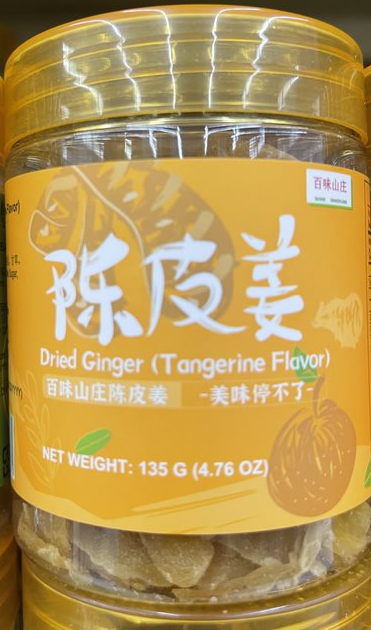 百味山庄
陈皮姜
Dried Ginger (Tangerine Flavor)
百味山庄陈皮姜 -美味停不了-
NET WEIGHT: 135 G (4.76 OZ)